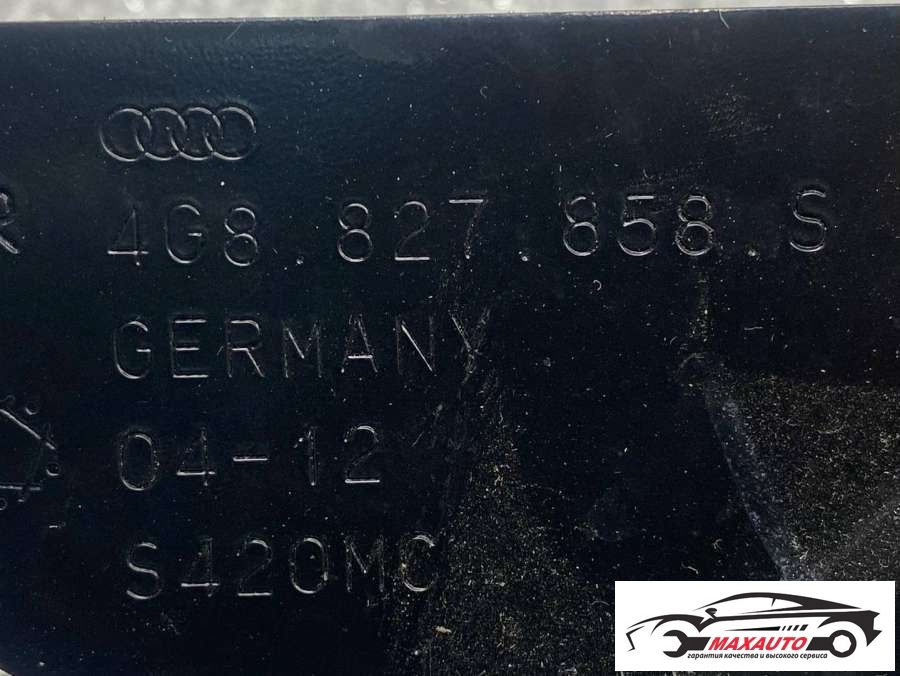 R
4G8.827.858.S
GERMANY
04-12
S420MC
MAXAUTO
гарантия качества и высокого сервиса